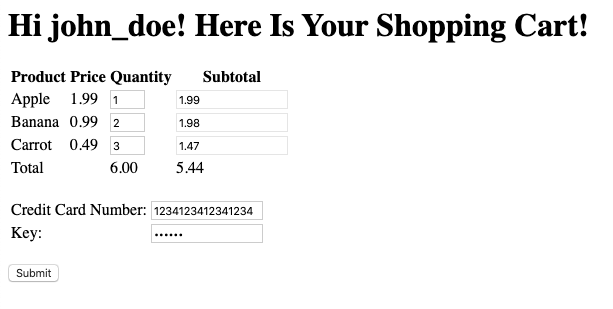 Hi john_doe! Here Is Your Shopping Cart!
Product Price Quantity Subtotal
Apple 1.99 1 1.99
Banana 0.99 2 1.98
Carrot 0.49 3 1.47
Total 6.00 5.44
Credit Card Number: 1234123412341234
Key: ••••••
Submit